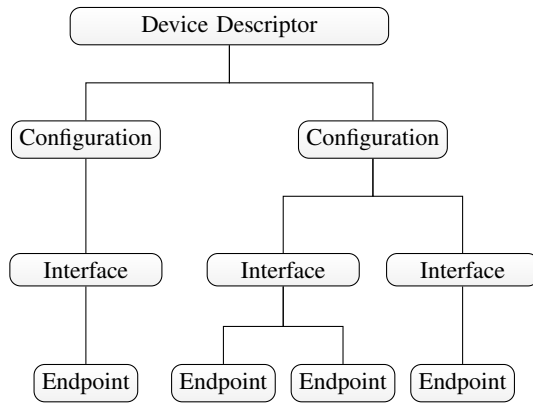 Device Descriptor
Configuration Configuration
Interface Interface Interface
Endpoint Endpoint Endpoint Endpoint